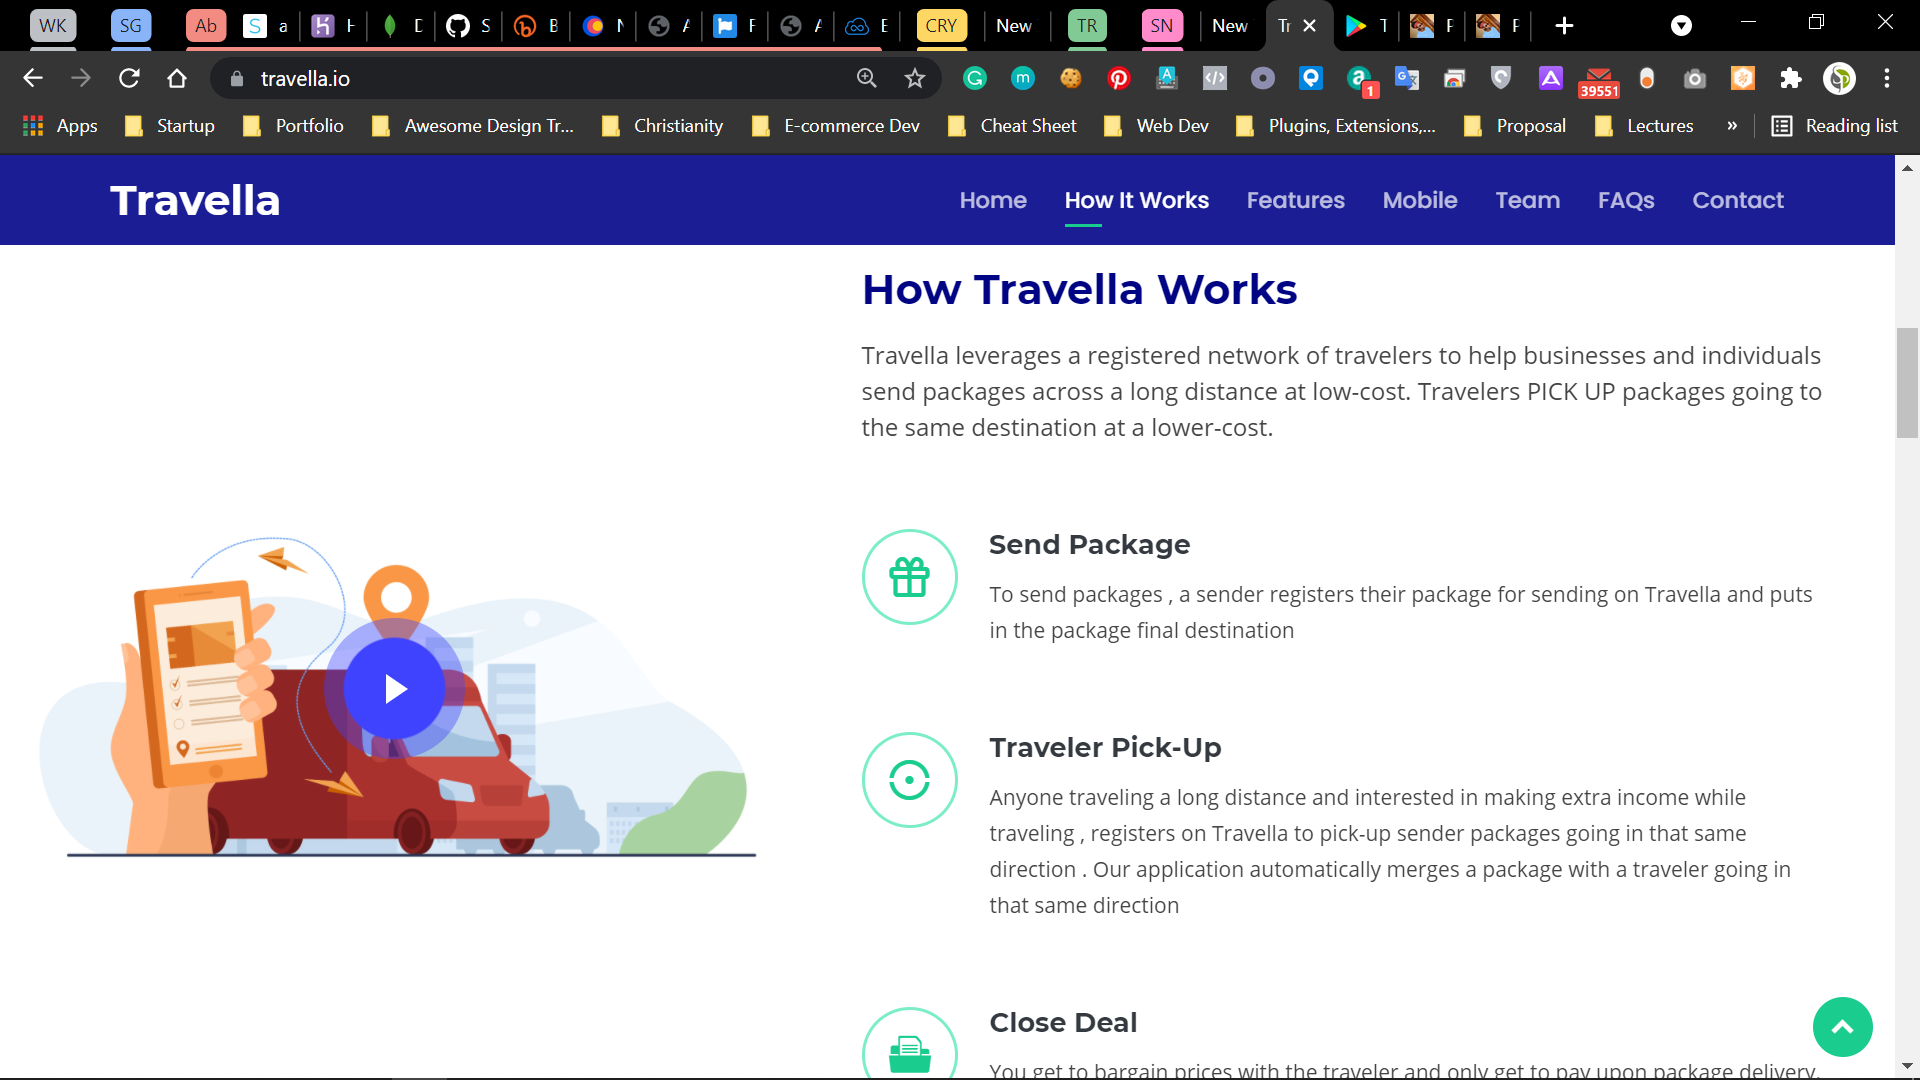 WK SG Ab a H D S B N A F A E CRY New TR SN New Tr T F F
travella.io 1 39551
Apps Startup Portfolio Awesome Design Tr... Christianity E-commerce Dev Cheat Sheet Web Dev Plugins, Extensions,... Proposal Lectures » Reading list
Travella Home How It Works Features Mobile Team FAQs Contact
How Travella Works
Travella leverages a registered network of travelers to help businesses and individuals
send packages across a long distance at low-cost. Travelers PICK UP packages going to
the same destination at a lower-cost.
Send Package
To send packages , a sender registers their package for sending on Travella and puts
in the package final destination
Traveler Pick-Up
Anyone traveling a long distance and interested in making extra income while
traveling , registers on Travella to pick-up sender packages going in that same
direction . Our application automatically merges a package with a traveler going in
that same direction
Close Deal
You get to bargain prices with the traveler and only get to pay upon package delivery.